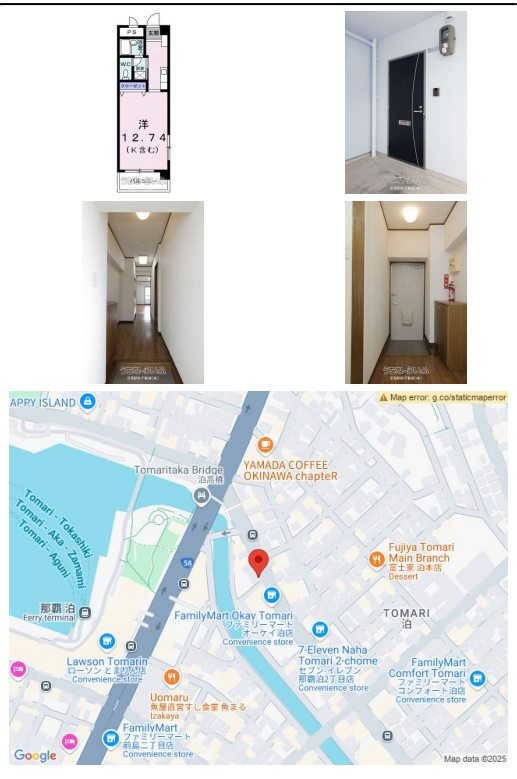 PS
玄関
WC
クローゼット
洋
12.74
(K含む)
APPY ISLAND
Map error: g.co/staticmaperror
Tomaritaka Bridge
泊高橋
YAMADA COFFEE
OKINAWA chapteR
Tomari - Tokashiki
Tomari - Aka - Zamami
Tomari - Aguni
58
Fujiya Tomari
Main Branch
富士家 泊本店
Dessert
那覇 泊
Ferry terminal
FamilyMart Okay Tomari
ファミリーマート
オーケイ泊店
Convenience store
TOMARI
泊
Lawson Tomarin
ローソン とまりん店
Convenience store
7-Eleven Naha
Tomari 2-chome
セブン-イレブン
那覇泊2丁目店
Convenience store
FamilyMart
Comfort Tomari
ファミリーマート
コンフォート泊店
Convenience store
Uomaru
魚屋直営すし食堂 魚まる
Izakaya
FamilyMart
ファミリーマート
前島二丁目店
Convenience store
Google
Map data ©2025